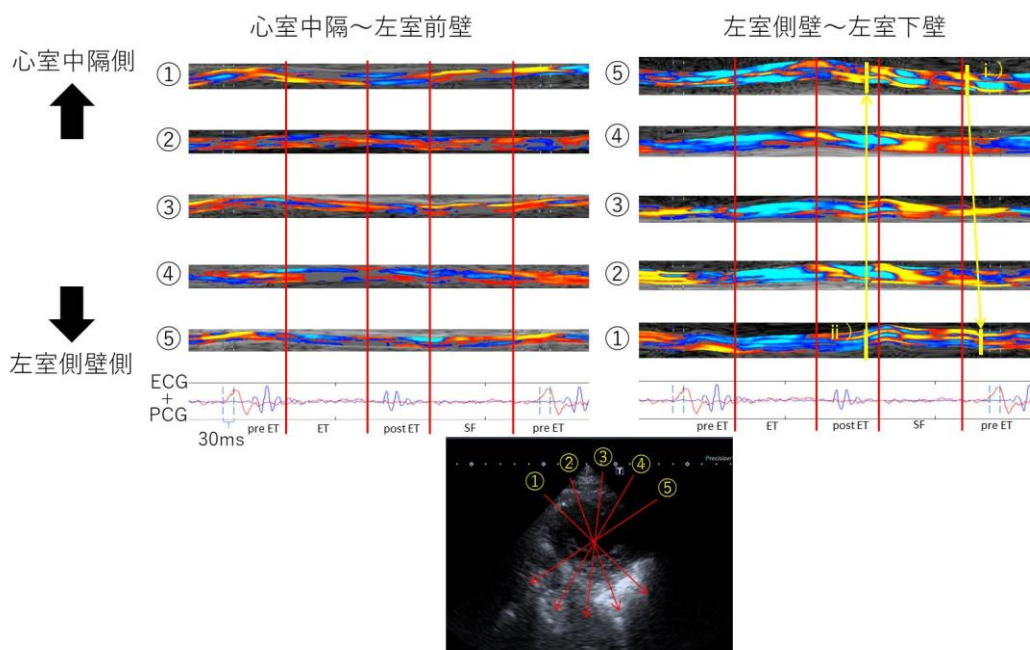 心室中隔～左室前壁
左室側壁～左室下壁
心室中隔側
左室側壁側
①
②
③
④
⑤
⑤
i)
④
③
②
①
ii)
ECG
+
PCG
30ms
pre ET
ET
post ET
SF
pre ET
pre ET
ET
post ET
SF
pre ET
Precision
T
①
②
③
④
⑤